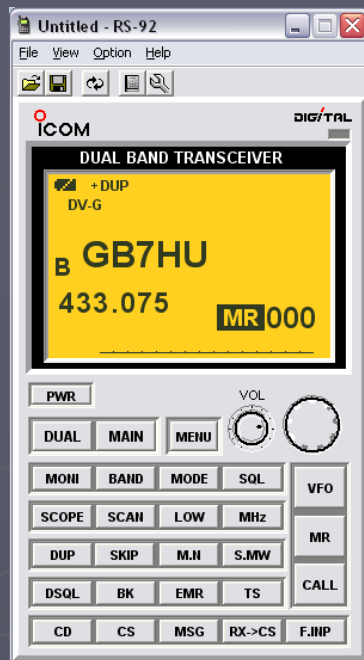 Untitled - RS-92
File View Option Help
ICOM
DIGITAL
DUAL BAND TRANSCEIVER
+DUP
DV-G
B GB7HU
433.075
MR 000
PWR
VOL
DUAL MAIN MENU
MONI BAND MODE SQL
VFO
SCOPE SCAN LOW MHz
MR
DUP SKIP M.N S.MW
CALL
DSQL BK EMR TS
CD CS MSG RX->CS F.INP